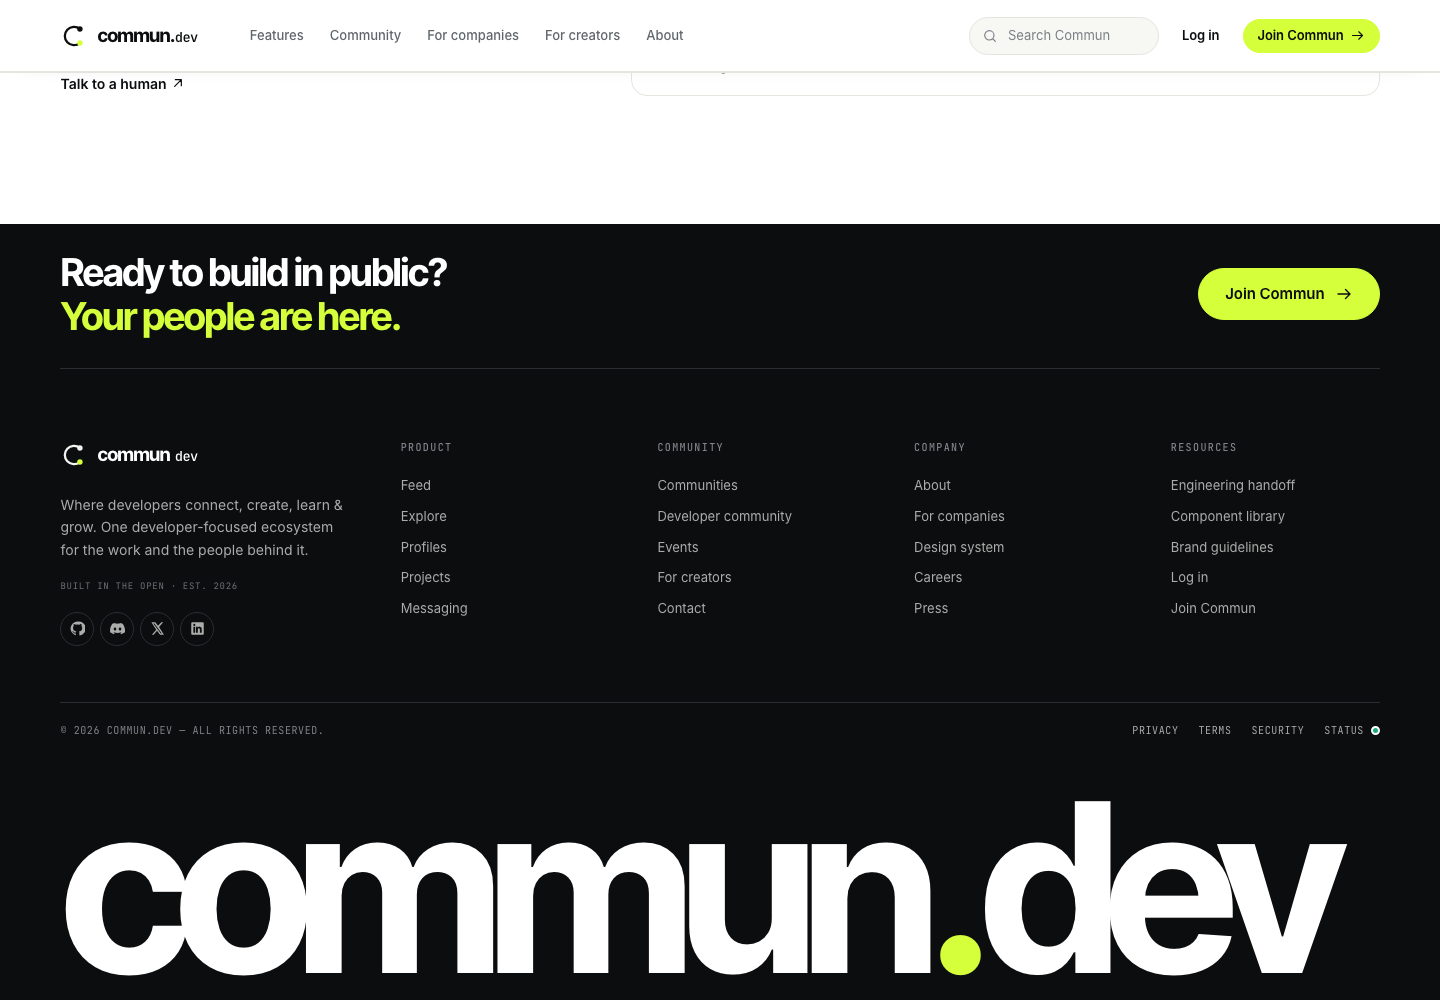 commun.dev
Features
Community
For companies
For creators
About
Search Commun
Log in
Join Commun →
Talk to a human ↗
Ready to build in public?
Your people are here.
Join Commun →
commun dev
Where developers connect, create, learn &
grow. One developer-focused ecosystem
for the work and the people behind it.
BUILT IN THE OPEN · EST. 2026
PRODUCT
Feed
Explore
Profiles
Projects
Messaging
COMMUNITY
Communities
Developer community
Events
For creators
Contact
COMPANY
About
For companies
Design system
Careers
Press
RESOURCES
Engineering handoff
Component library
Brand guidelines
Log in
Join Commun
© 2026 COMMUN.DEV — ALL RIGHTS RESERVED.
PRIVACY
TERMS
SECURITY
STATUS
commun.dev